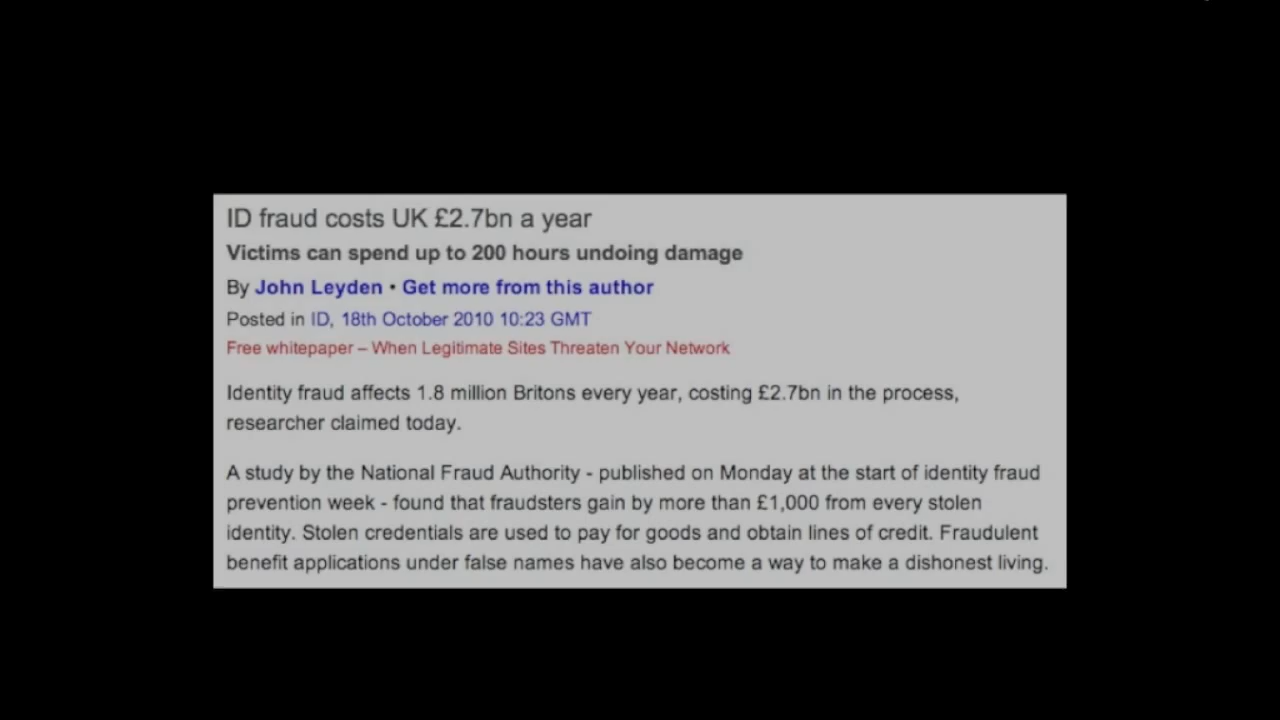 ID fraud costs UK £2.7bn a year
Victims can spend up to 200 hours undoing damage
By John Leyden • Get more from this author
Posted in ID, 18th October 2010 10:23 GMT
Free whitepaper – When Legitimate Sites Threaten Your Network
Identity fraud affects 1.8 million Britons every year, costing £2.7bn in the process,
researcher claimed today.
A study by the National Fraud Authority - published on Monday at the start of identity fraud
prevention week - found that fraudsters gain by more than £1,000 from every stolen
identity. Stolen credentials are used to pay for goods and obtain lines of credit. Fraudulent
benefit applications under false names have also become a way to make a dishonest living.